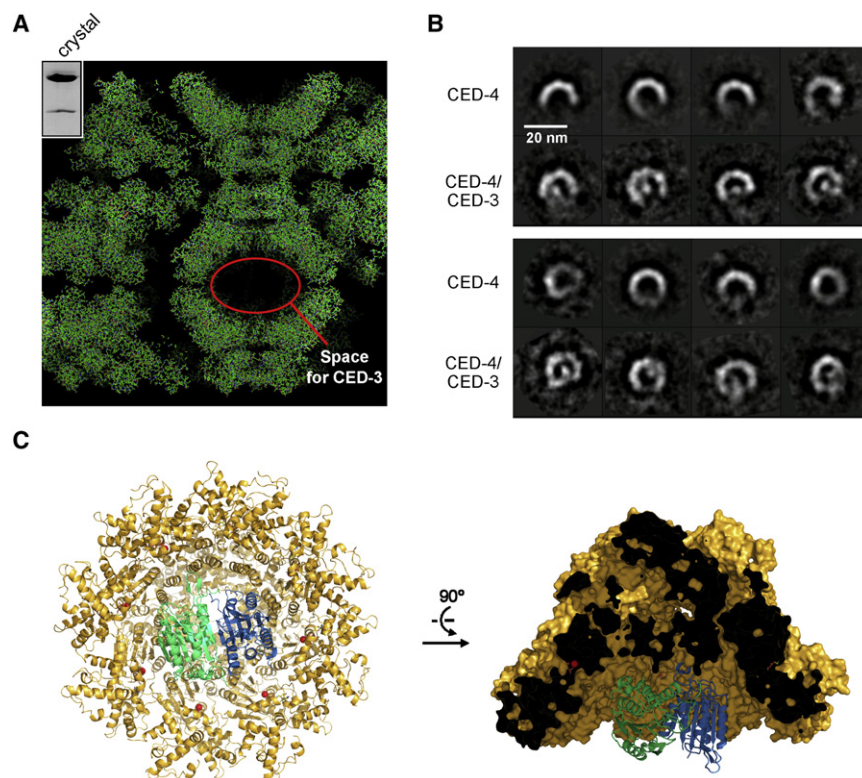 A
crystal
Space
for CED-3
B
CED-4
20 nm
CED-4/
CED-3
CED-4
CED-4/
CED-3
C
90°